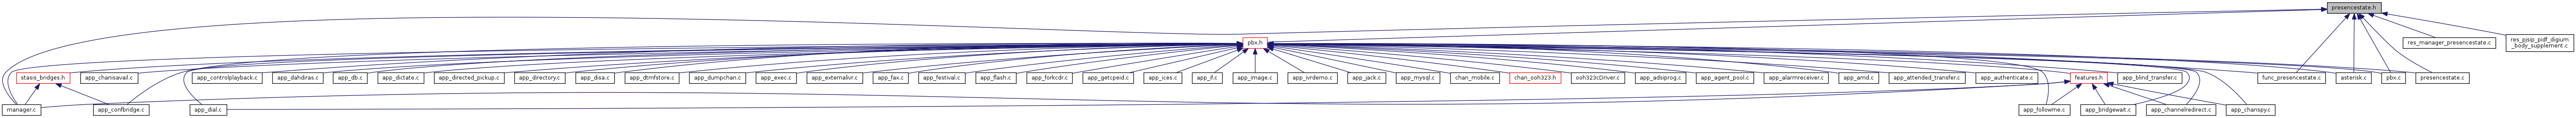 presencestate.h
pbx.h
res_manager_presencestate.c
res_pjsip_pidf_digium
_body_supplement.c
stasis_bridges.h
app_chanisavail.c
app_controlplayback.c
app_dahdiras.c
app_db.c
app_dictate.c
app_directed_pickup.c
app_directory.c
app_disa.c
app_dtmfstore.c
app_dumpchan.c
app_exec.c
app_externalivr.c
app_fax.c
app_festival.c
app_flash.c
app_forkcdr.c
app_getcpeid.c
app_ices.c
app_if.c
app_image.c
app_ivrdemo.c
app_jack.c
app_mysql.c
chan_mobile.c
chan_ooh323.h
ooh323cDriver.c
app_adsiprog.c
app_agent_pool.c
app_alarmreceiver.c
app_amd.c
app_attended_transfer.c
app_authenticate.c
features.h
app_blind_transfer.c
func_presencestate.c
asterisk.c
pbx.c
presencestate.c
manager.c
app_confbridge.c
app_dial.c
app_followme.c
app_bridgewait.c
app_channelredirect.c
app_chanspy.c